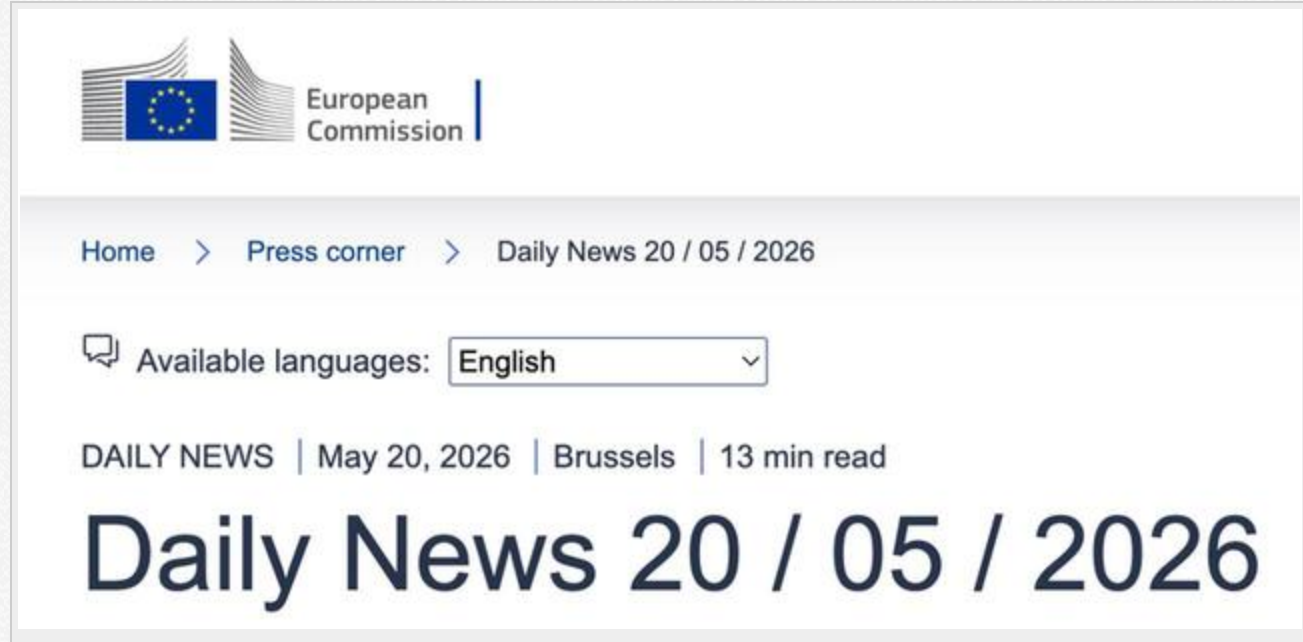 European
Commission
Home > Press corner > Daily News 20 / 05 / 2026
Available languages: English
DAILY NEWS | May 20, 2026 | Brussels | 13 min read
Daily News 20 / 05 / 2026